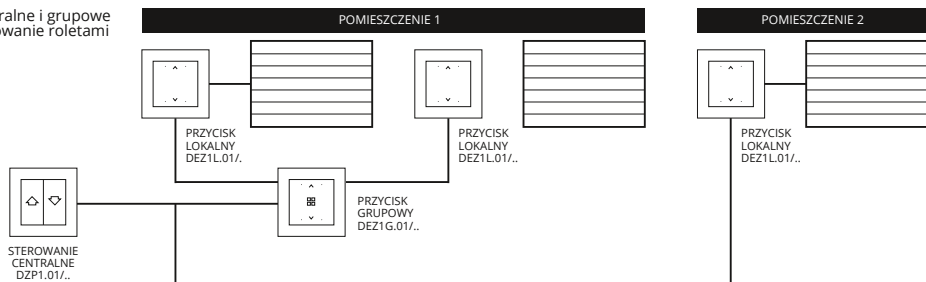 ralne i grupowe
owanie roletami
POMIESZCZENIE 1
POMIESZCZENIE 2
PRZYCISK
LOKALNY
DEZ1L.01/.
PRZYCISK
LOKALNY
DEZ1L.01/..
PRZYCISK
LOKALNY
DEZ1L.01/..
PRZYCISK
GRUPOWY
DEZ1G.01/..
STEROWANIE
CENTRALNE
DZP1.01/..